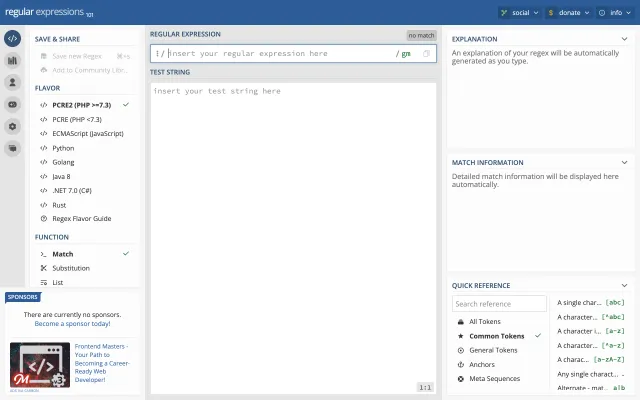 regular expressions 101
social
donate
info
SAVE & SHARE
Save new Regex ⌘+s
Add to Community Libr...
FLAVOR
PCRE2 (PHP >=7.3)
PCRE (PHP <7.3)
ECMAScript (JavaScript)
Python
Golang
Java 8
.NET 7.0 (C#)
Rust
Regex Flavor Guide
FUNCTION
Match
Substitution
List
SPONSORS
There are currently no sponsors.
Become a sponsor today!
Frontend Masters -
Your Path to
Becoming a Career-
Ready Web
Developer!
ADS VIA CARBON
REGULAR EXPRESSION
no match
/ insert your regular expression here / gm
TEST STRING
insert your test string here
1:1
EXPLANATION
An explanation of your regex will be automatically
generated as you type.
MATCH INFORMATION
Detailed match information will be displayed here
automatically.
QUICK REFERENCE
Search reference
All Tokens
Common Tokens
General Tokens
Anchors
Meta Sequences
A single char... [abc]
A character... [^abc]
A character i... [a-z]
A character... [^a-z]
A charac... [a-zA-Z]
Any single charact... .
Alternate - mat... a|b